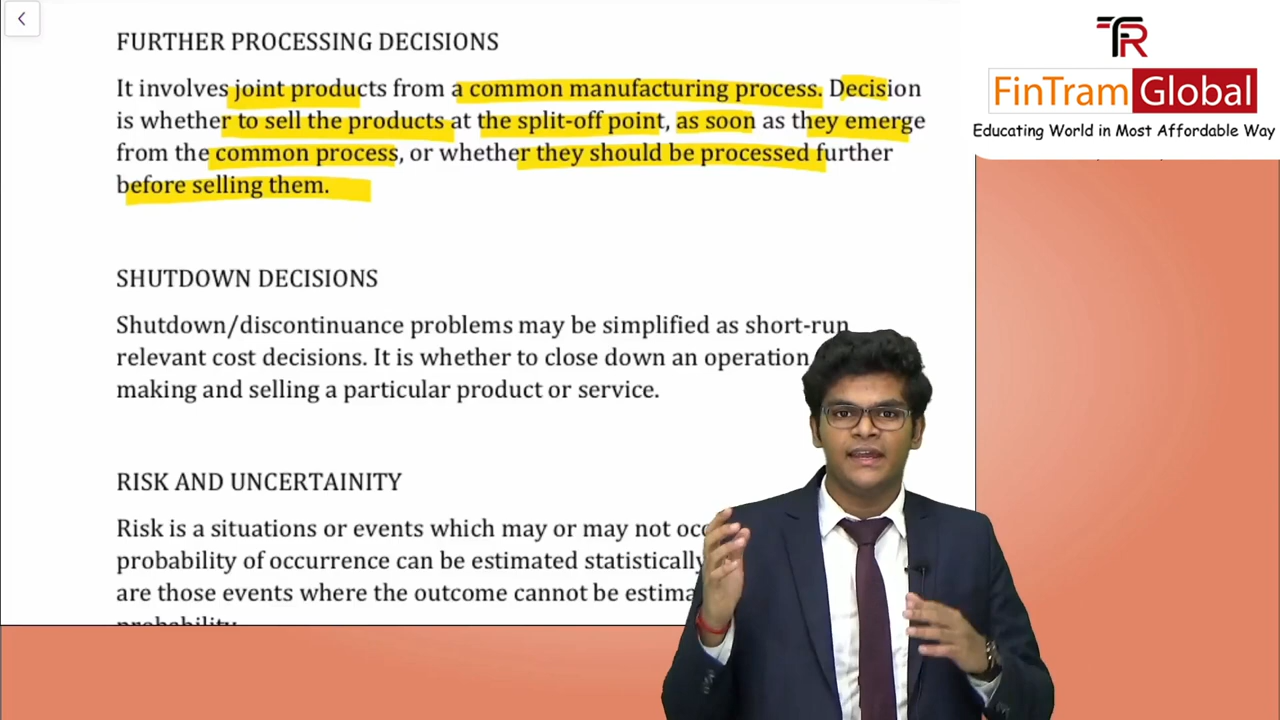 FURTHER PROCESSING DECISIONS
It involves joint products from a common manufacturing process. Decision
is whether to sell the products at the split-off point, as soon as they emerge
from the common process, or whether they should be processed further
before selling them.
SHUTDOWN DECISIONS
Shutdown/discontinuance problems may be simplified as short-run
relevant cost decisions. It is whether to close down an operation
making and selling a particular product or service.
RISK AND UNCERTAINITY
Risk is a situations or events which may or may not
probability of occurrence can be estimated statistically
are those events where the outcome cannot be
FinTram Global
Educating World in Most Affordable Way